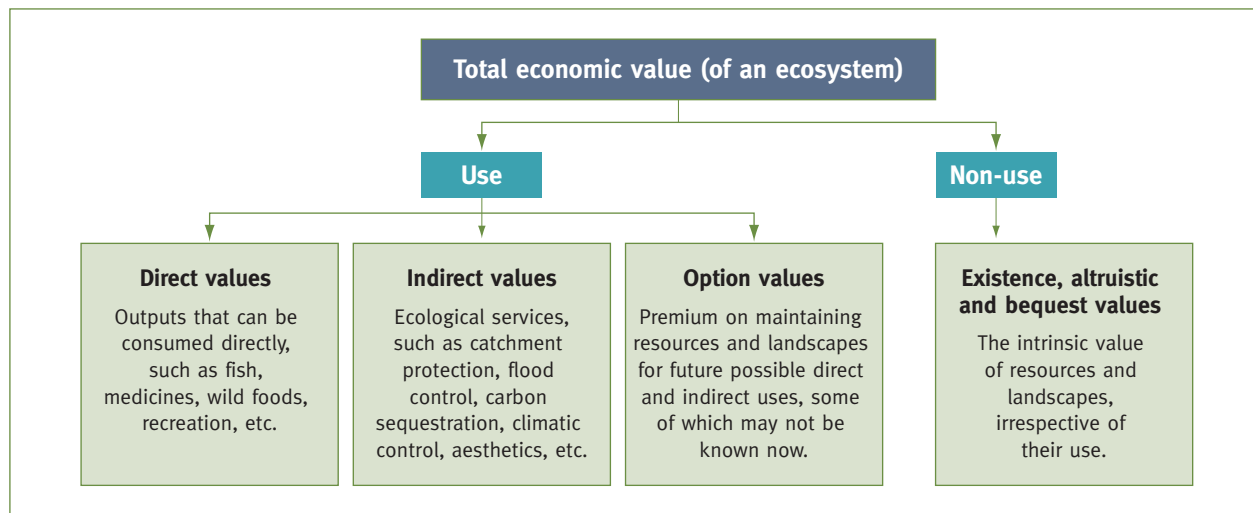 Total economic value (of an ecosystem)
Use
Non-use
Direct values
Outputs that can be
consumed directly,
such as fish,
medicines, wild foods,
recreation, etc.
Indirect values
Ecological services,
such as catchment
protection, flood
control, carbon
sequestration, climatic
control, aesthetics, etc.
Option values
Premium on maintaining
resources and landscapes
for future possible direct
and indirect uses, some
of which may not be
known now.
Existence, altruistic
and bequest values
The intrinsic value
of resources and
landscapes,
irrespective of
their use.